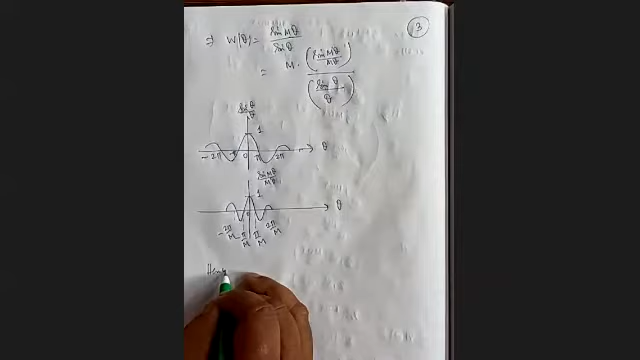 3
⇒ W(θ) = sin Mθ / sin θ
= M · (sin Mθ / Mθ) / (sin θ / θ)
sin θ / θ
1
-2π -π 0 π 2π θ
sin Mθ / Mθ
1
θ
-2π/M -π/M π/M 2π/M
Hen